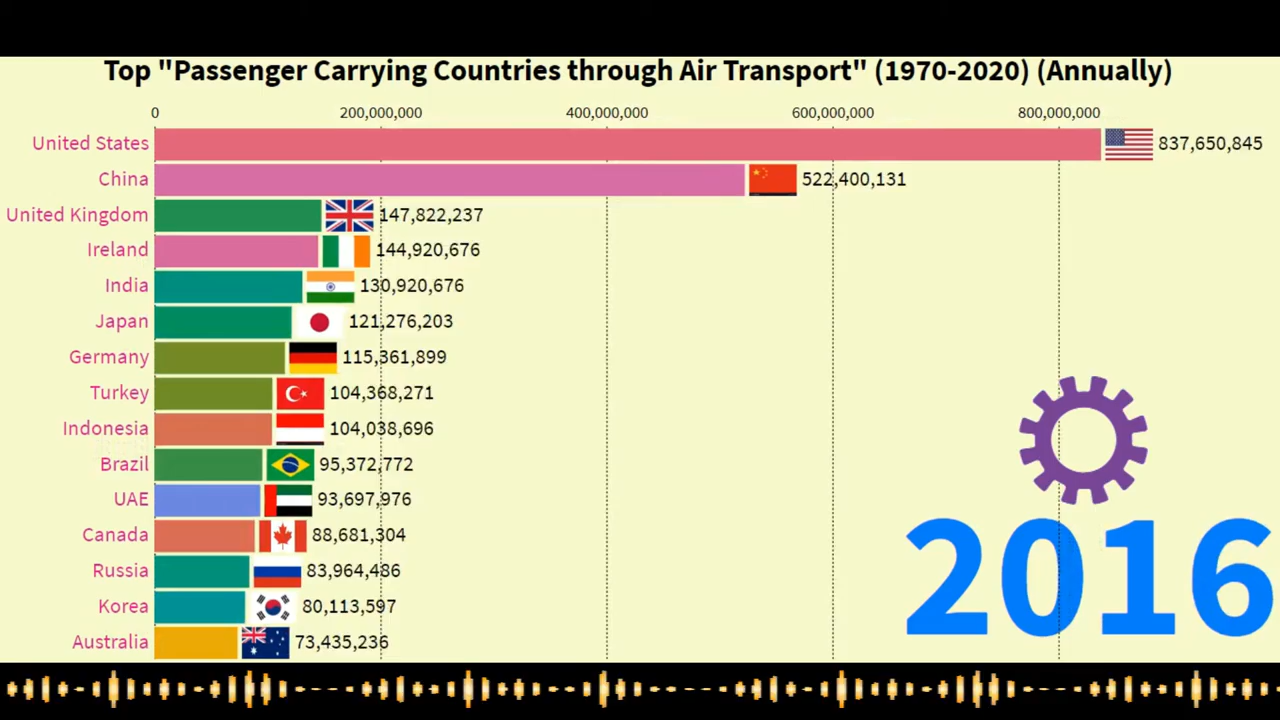 Top "Passenger Carrying Countries through Air Transport" (1970-2020) (Annually)
0 200,000,000 400,000,000 600,000,000 800,000,000
United States 837,650,845
China 522,400,131
United Kingdom 147,822,237
Ireland 144,920,676
India 130,920,676
Japan 121,276,203
Germany 115,361,899
Turkey 104,368,271
Indonesia 104,038,696
Brazil 95,372,772
UAE 93,697,976
Canada 88,681,304
Russia 83,964,486
Korea 80,113,597
Australia 73,435,236
2016